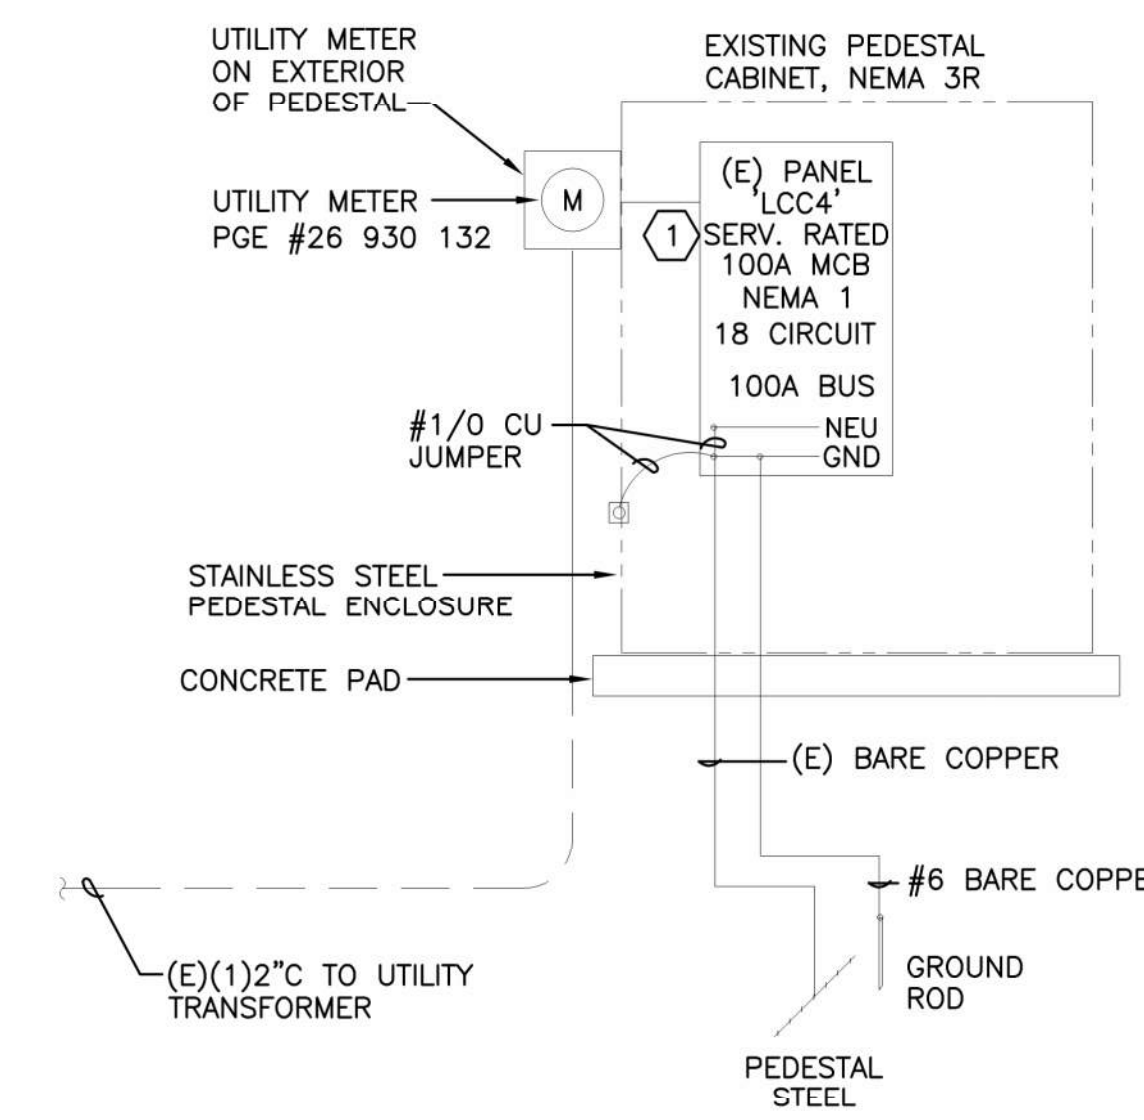 UTILITY METER
ON EXTERIOR
OF PEDESTAL
EXISTING PEDESTAL
CABINET, NEMA 3R
UTILITY METER
PGE #26 930 132
M
1
(E) PANEL
'LCC4'
SERV. RATED
100A MCB
NEMA 1
18 CIRCUIT
100A BUS
NEU
GND
#1/0 CU
JUMPER
STAINLESS STEEL
PEDESTAL ENCLOSURE
CONCRETE PAD
(E) BARE COPPER
#6 BARE COPPE
(E)(1)2"C TO UTILITY
TRANSFORMER
GROUND
ROD
PEDESTAL
STEEL